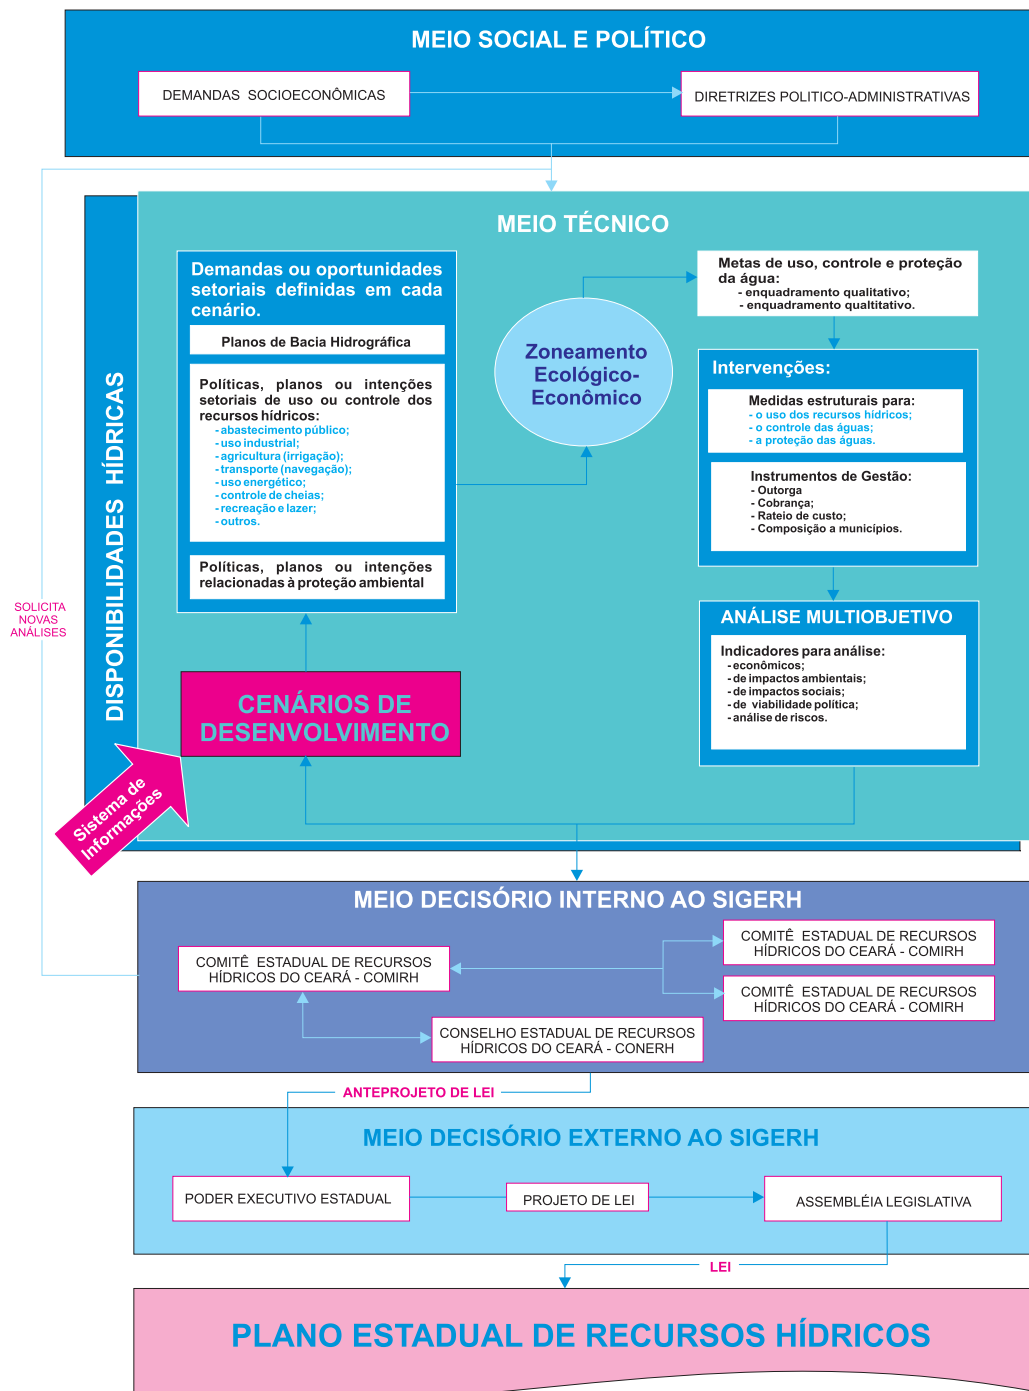 MEIO SOCIAL E POLÍTICO
DEMANDAS SOCIOECONÔMICAS
DIRETRIZES POLITICO-ADMINISTRATIVAS
DISPONIBILIDADES HÍDRICAS
MEIO TÉCNICO
Demandas ou oportunidades
setoriais definidas em cada
cenário.
Planos de Bacia Hidrográfica
Políticas, planos ou intenções
setoriais de uso ou controle dos
recursos hídricos:
- abastecimento público;
- uso industrial;
- agricultura (irrigação);
- transporte (navegação);
- uso energético;
- controle de cheias;
- recreação e lazer;
- outros.
Políticas, planos ou intenções
relacionadas à proteção ambiental
Zoneamento
Ecológico-
Econômico
Metas de uso, controle e proteção
da água:
- enquadramento qualitativo;
- enquadramento qualtitativo.
Intervenções:
Medidas estruturais para:
- o uso dos recursos hídricos;
- o controle das águas;
- a proteção das águas.
Instrumentos de Gestão:
- Outorga
- Cobrança;
- Rateio de custo;
- Composição a municípios.
ANÁLISE MULTIOBJETIVO
Indicadores para análise:
- econômicos;
- de impactos ambientais;
- de impactos sociais;
- de viabilidade política;
- análise de riscos.
CENÁRIOS DE
DESENVOLVIMENTO
Sistema de
Informações
SOLICITA
NOVAS
ANÁLISES
MEIO DECISÓRIO INTERNO AO SIGERH
COMITÊ ESTADUAL DE RECURSOS
HÍDRICOS DO CEARÁ - COMIRH
COMITÊ ESTADUAL DE RECURSOS
HÍDRICOS DO CEARÁ - COMIRH
COMITÊ ESTADUAL DE RECURSOS
HÍDRICOS DO CEARÁ - COMIRH
CONSELHO ESTADUAL DE RECURSOS
HÍDRICOS DO CEARÁ - CONERH
ANTEPROJETO DE LEI
MEIO DECISÓRIO EXTERNO AO SIGERH
PODER EXECUTIVO ESTADUAL
PROJETO DE LEI
ASSEMBLÉIA LEGISLATIVA
LEI
PLANO ESTADUAL DE RECURSOS HÍDRICOS